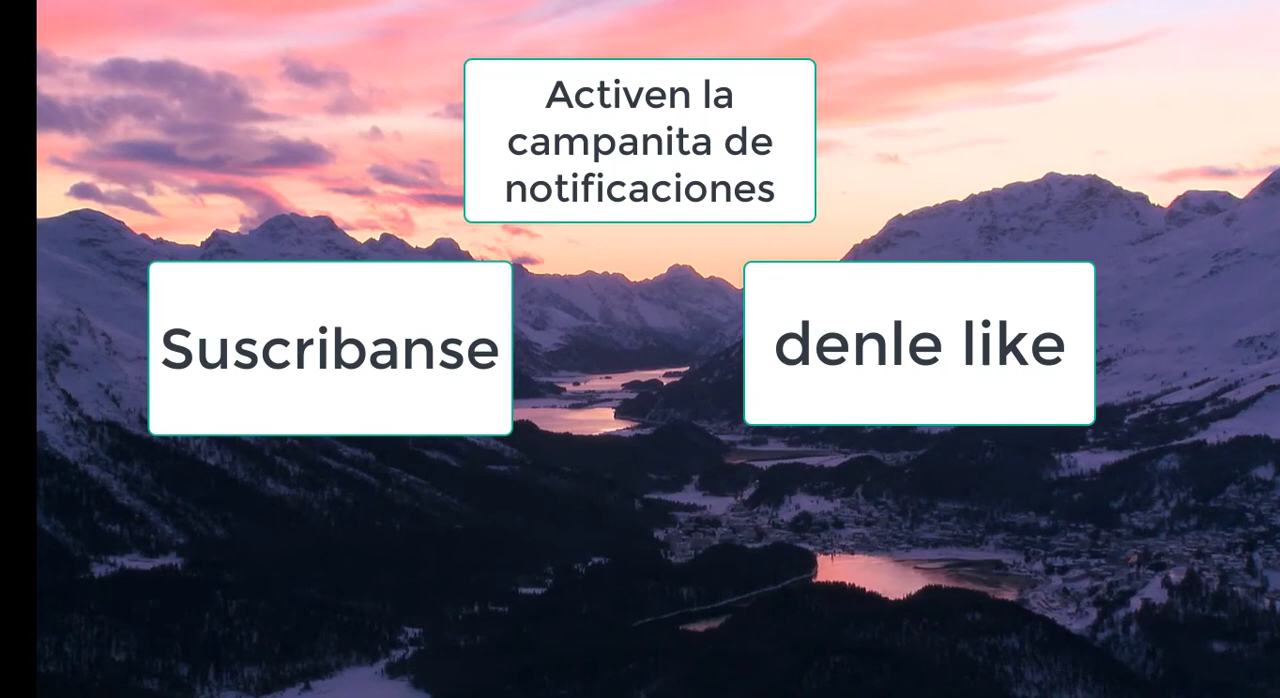 Activen la
campanita de
notificaciones
Suscribanse
denle like